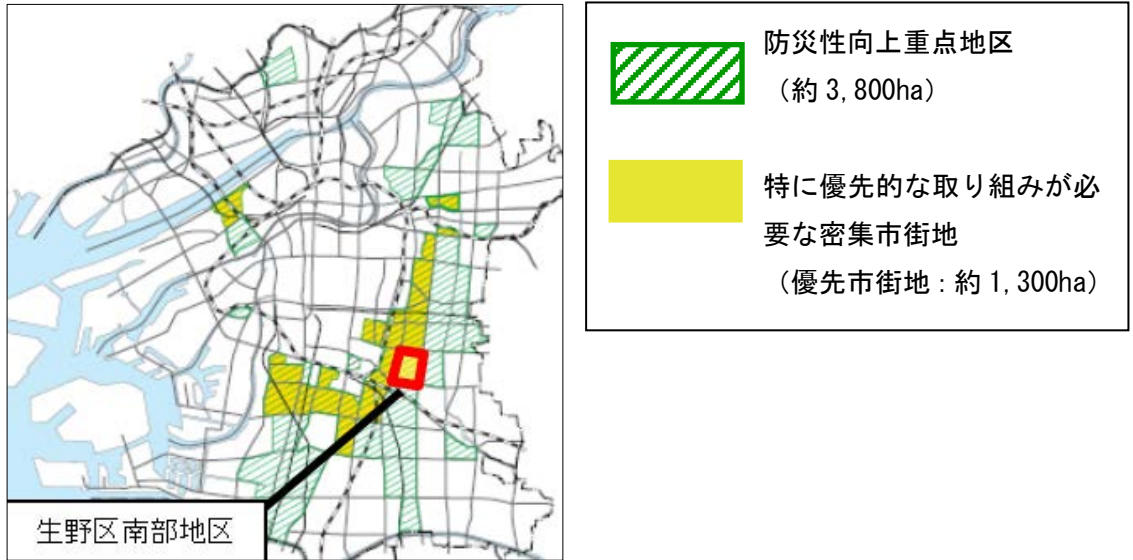 防災性向上重点地区
（約 3,800ha）
特に優先的な取り組みが必
要な密集市街地
（優先市街地：約 1,300ha）
生野区南部地区